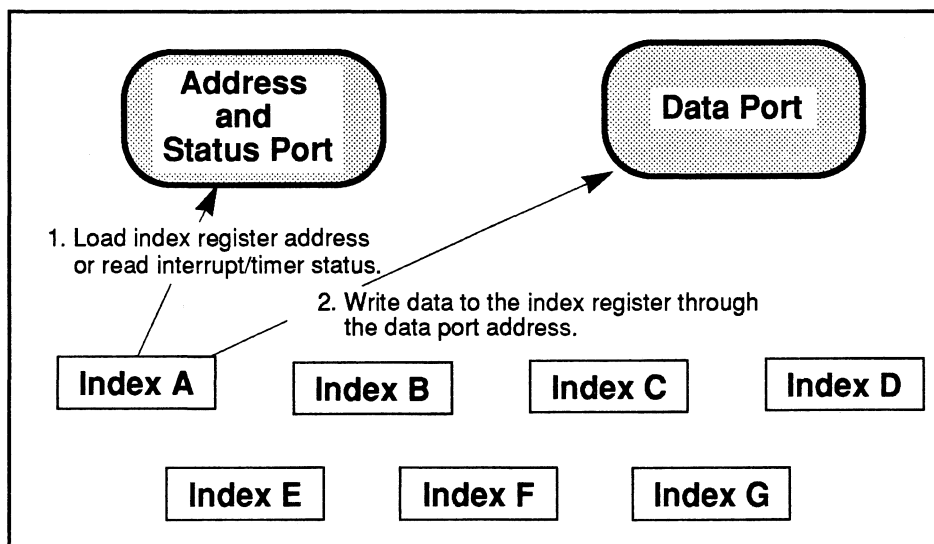 Address
and
Status Port
Data Port
1. Load index register address
or read interrupt/timer status.
2. Write data to the index register through
the data port address.
Index A
Index B
Index C
Index D
Index E
Index F
Index G